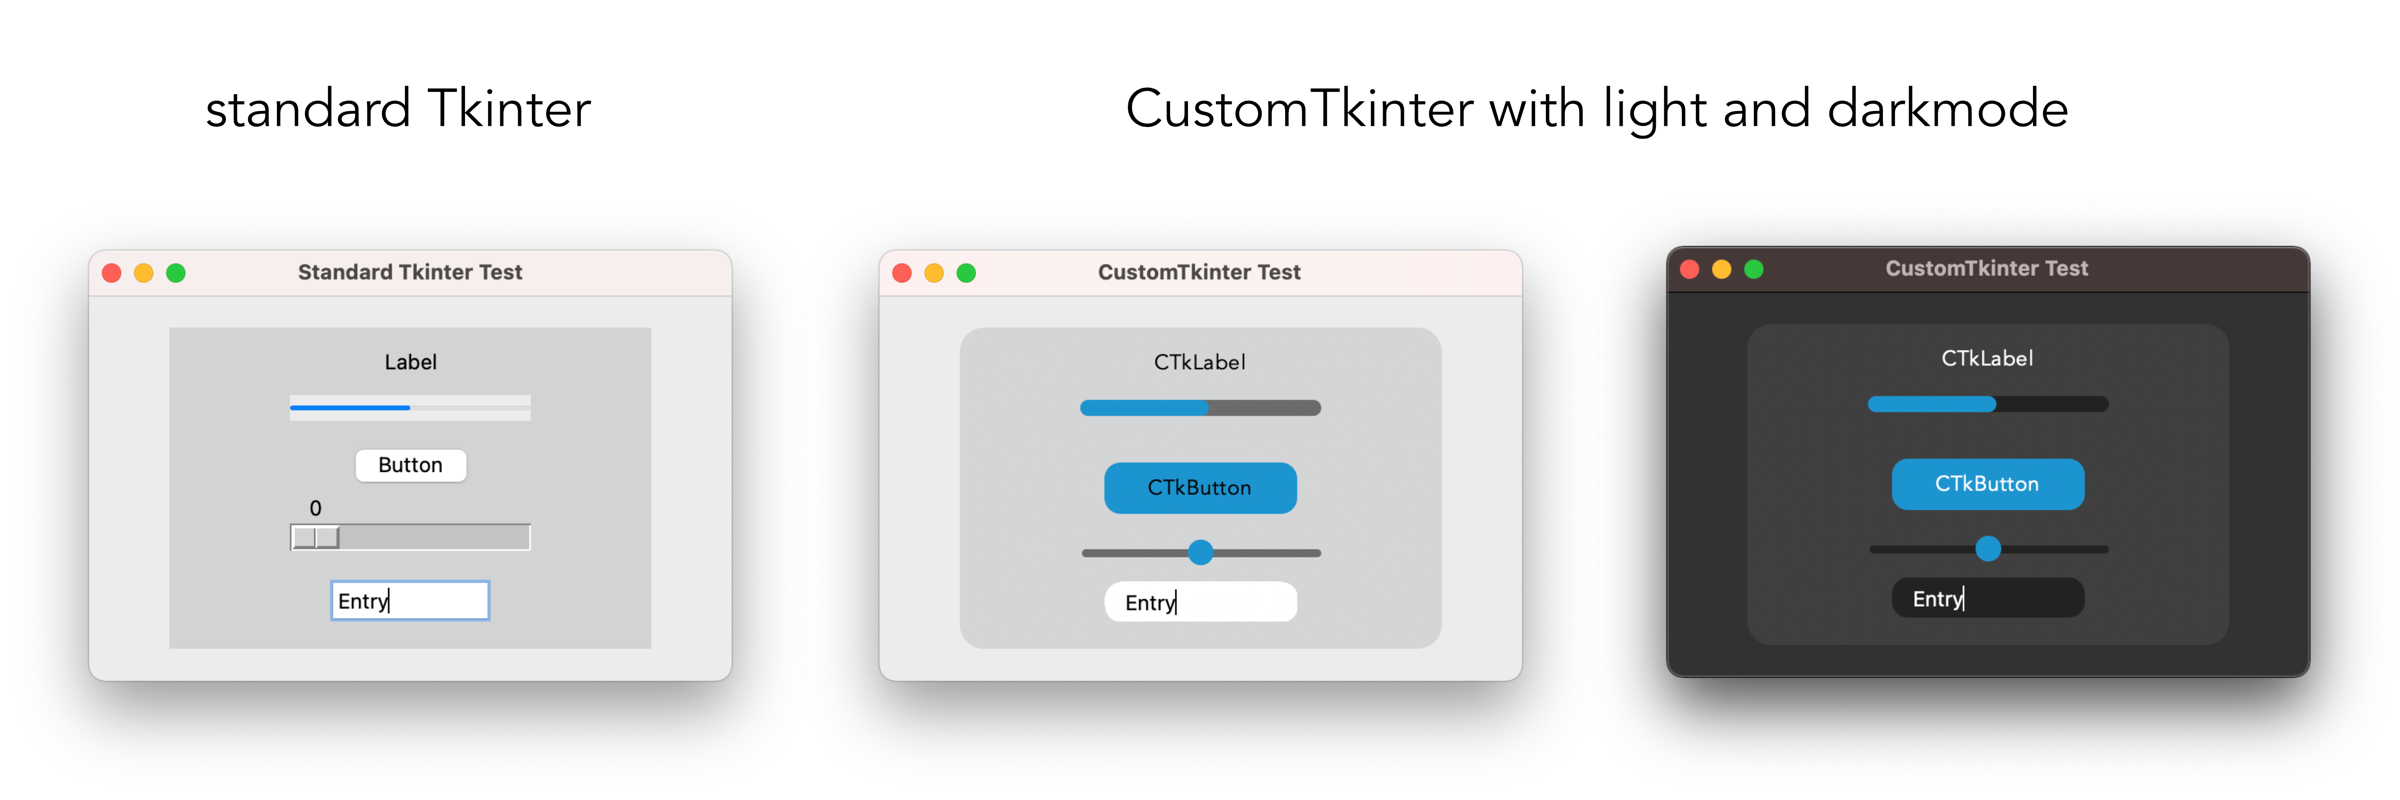 standard Tkinter
CustomTkinter with light and darkmode
Standard Tkinter Test
Label
Button
0
Entry
CustomTkinter Test
CTkLabel
CTkButton
Entry
CustomTkinter Test
CTkLabel
CTkButton
Entry